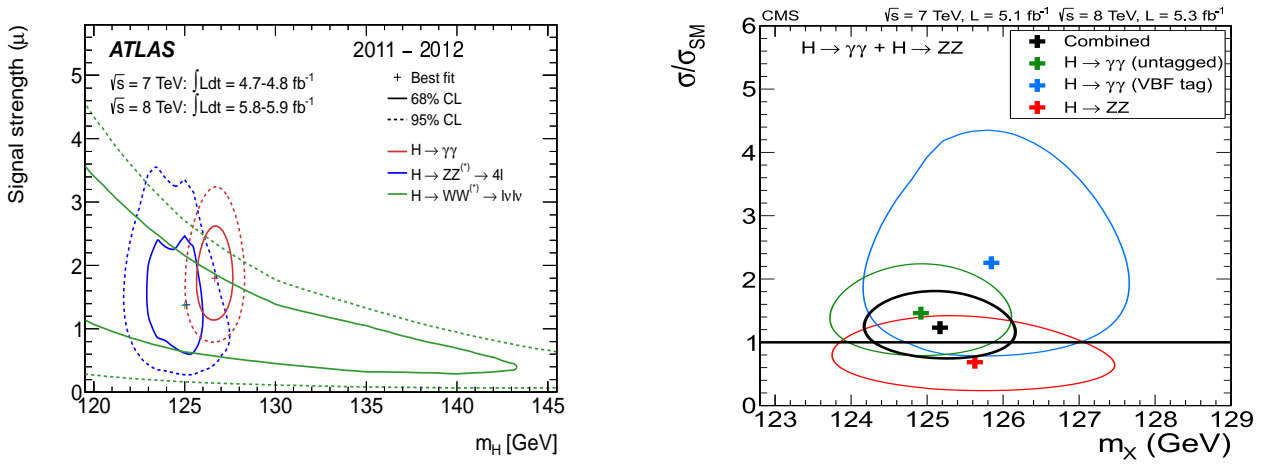 ATLAS 2011 – 2012
√s = 7 TeV: ∫Ldt = 4.7-4.8 fb-1
√s = 8 TeV: ∫Ldt = 5.8-5.9 fb-1
+ Best fit
68% CL
95% CL
H → γγ
H → ZZ(*) → 4l
H → WW(*) → lνlν
Signal strength (μ)
5
4
3
2
1
0
120 125 130 135 140 145
mH [GeV]
CMS √s = 7 TeV, L = 5.1 fb-1 √s = 8 TeV, L = 5.3 fb-1
H → γγ + H → ZZ
Combined
H → γγ (untagged)
H → γγ (VBF tag)
H → ZZ
σ/σSM
6
5
4
3
2
1
0
123 124 125 126 127 128 129
mX (GeV)